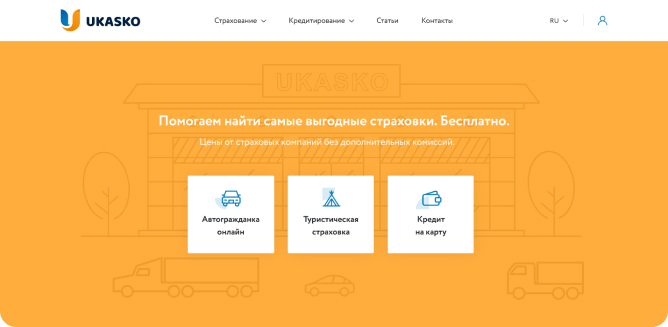 UKASKO
Страхование
Кредитирование
Статьи
Контакты
RU
UKASKO
Помогаем найти самые выгодные страховки. Бесплатно.
Цены от страховых компаний без дополнительных комиссий.
Автогражданка
онлайн
Туристическая
страховка
Кредит
на карту